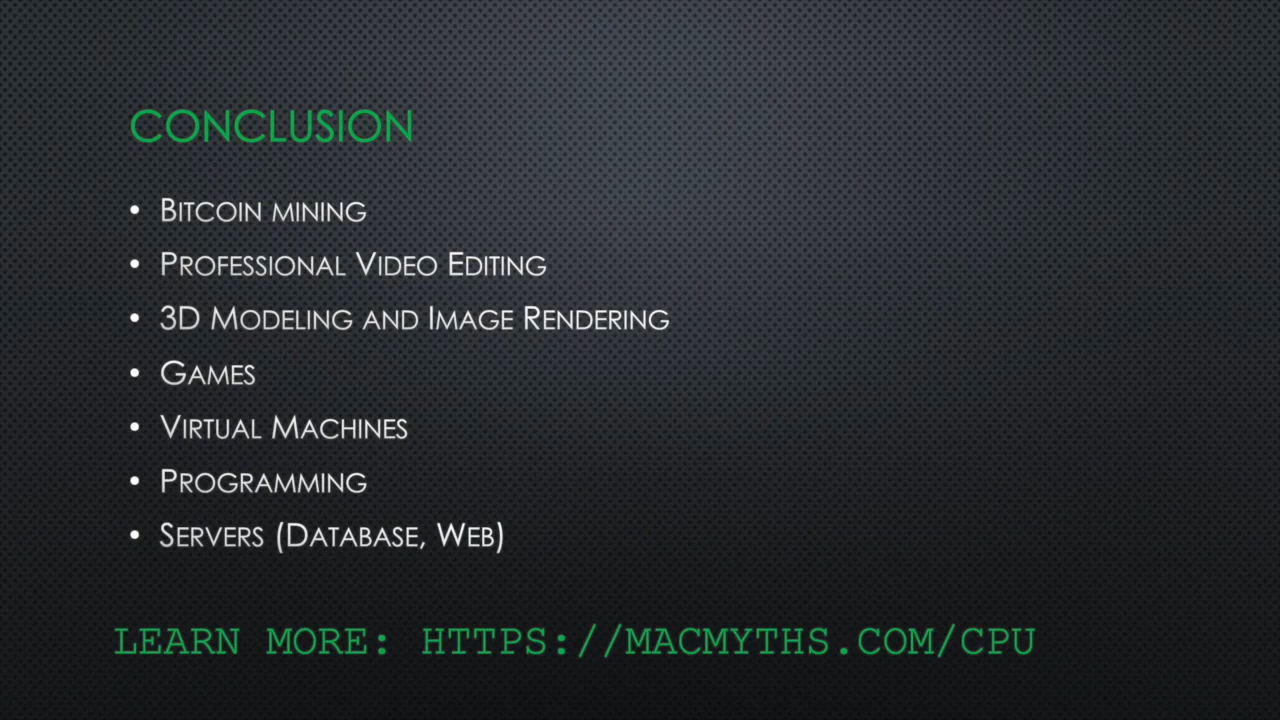 CONCLUSION
• BITCOIN MINING
• PROFESSIONAL VIDEO EDITING
• 3D MODELING AND IMAGE RENDERING
• GAMES
• VIRTUAL MACHINES
• PROGRAMMING
• SERVERS (DATABASE, WEB)
LEARN MORE: HTTPS://MACMYTHS.COM/CPU